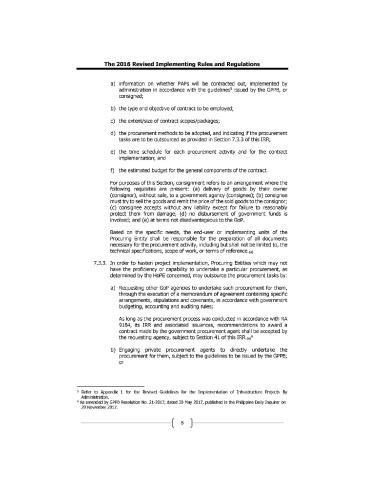 The 2016 Revised Implementing Rules and Regulations
a) information on whether PAPs will be contracted out, implemented by
administration in accordance with the guidelines⁵ issued by the GPPB, or
consigned;
b) the type and objective of contract to be employed;
c) the extent/size of contract scopes/packages;
d) the procurement methods to be adopted, and indicating if the procurement
tasks are to be outsourced as provided in Section 7.3.3 of this IRR;
e) the time schedule for each procurement activity and for the contract
implementation; and
f) the estimated budget for the general components of the contract.
For purposes of this Section, consignment refers to an arrangement where the
following requisites are present: (a) delivery of goods by their owner
(consignor), without sale, to a government agency (consignee); (b) consignee
must try to sell the goods and remit the price of the sold goods to the consignor;
(c) consignee accepts without any liability except for failure to reasonably
protect them from damage; (d) no disbursement of government funds is
involved; and (e) at terms not disadvantageous to the GoP.
Based on the specific needs, the end-user or implementing units of the
Procuring Entity shall be responsible for the preparation of all documents
necessary for the procurement activity, including but shall not be limited to, the
technical specifications, scope of work, or terms of reference.
7.3.3. In order to hasten project implementation, Procuring Entities which may not
have the proficiency or capability to undertake a particular procurement, as
determined by the HoPE concerned, may outsource the procurement tasks by:
a) Requesting other GoP agencies to undertake such procurement for them,
through the execution of a memorandum of agreement containing specific
arrangements, stipulations and covenants, in accordance with government
budgeting, accounting and auditing rules;
As long as the procurement process was conducted in accordance with RA
9184, its IRR and associated issuances, recommendations to award a
contract made by the government procurement agent shall be accepted by
the requesting agency, subject to Section 41 of this IRR.
b) Engaging private procurement agents to directly undertake the
procurement for them, subject to the guidelines to be issued by the GPPB;
or
⁵ Refer to Appendix 1 for the Revised Guidelines for the Implementation of Infrastructure Projects By
Administration.
⁶ As amended by GPPB Resolution No. 21-2017, dated 30 May 2017, published in the Philippine Daily Inquirer on
20 November 2017.
8